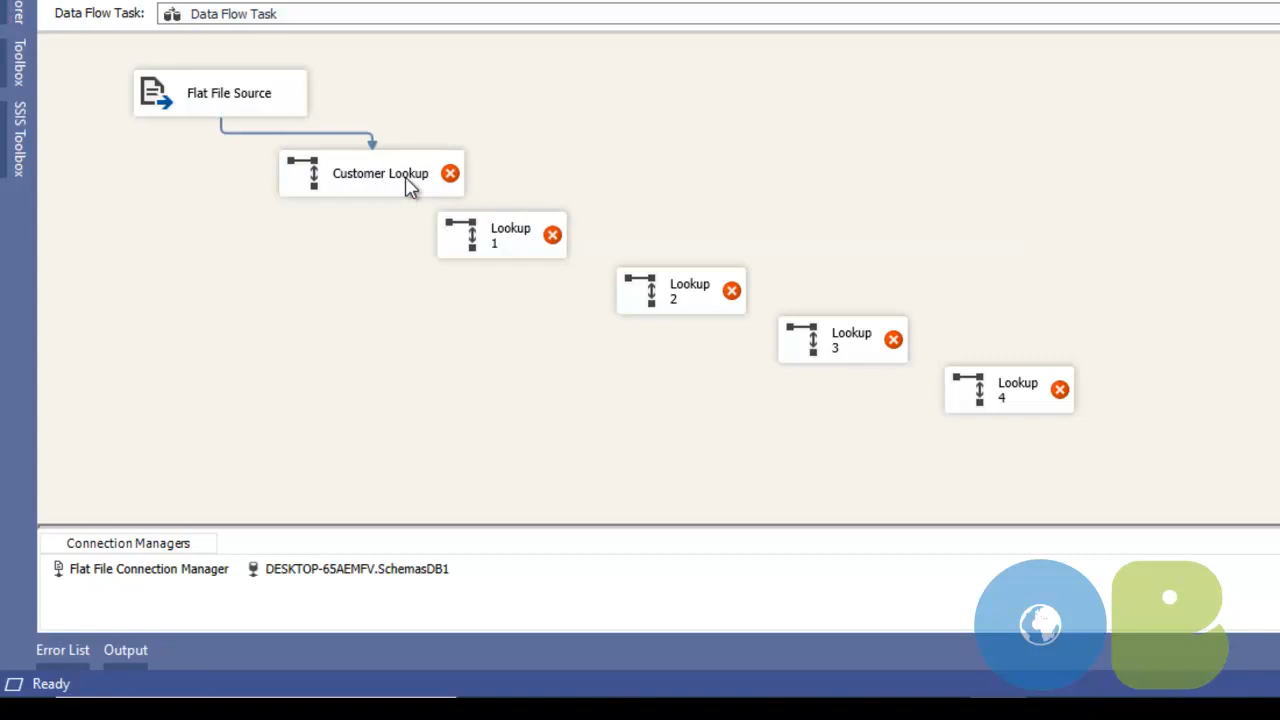 Data Flow Task:
Data Flow Task
Toolbox
SSIS Toolbox
Flat File Source
Customer Lookup
Lookup
1
Lookup
2
Lookup
3
Lookup
4
Connection Managers
Flat File Connection Manager
DESKTOP-65AEMFV.SchemasDB1
Error List
Output
Ready